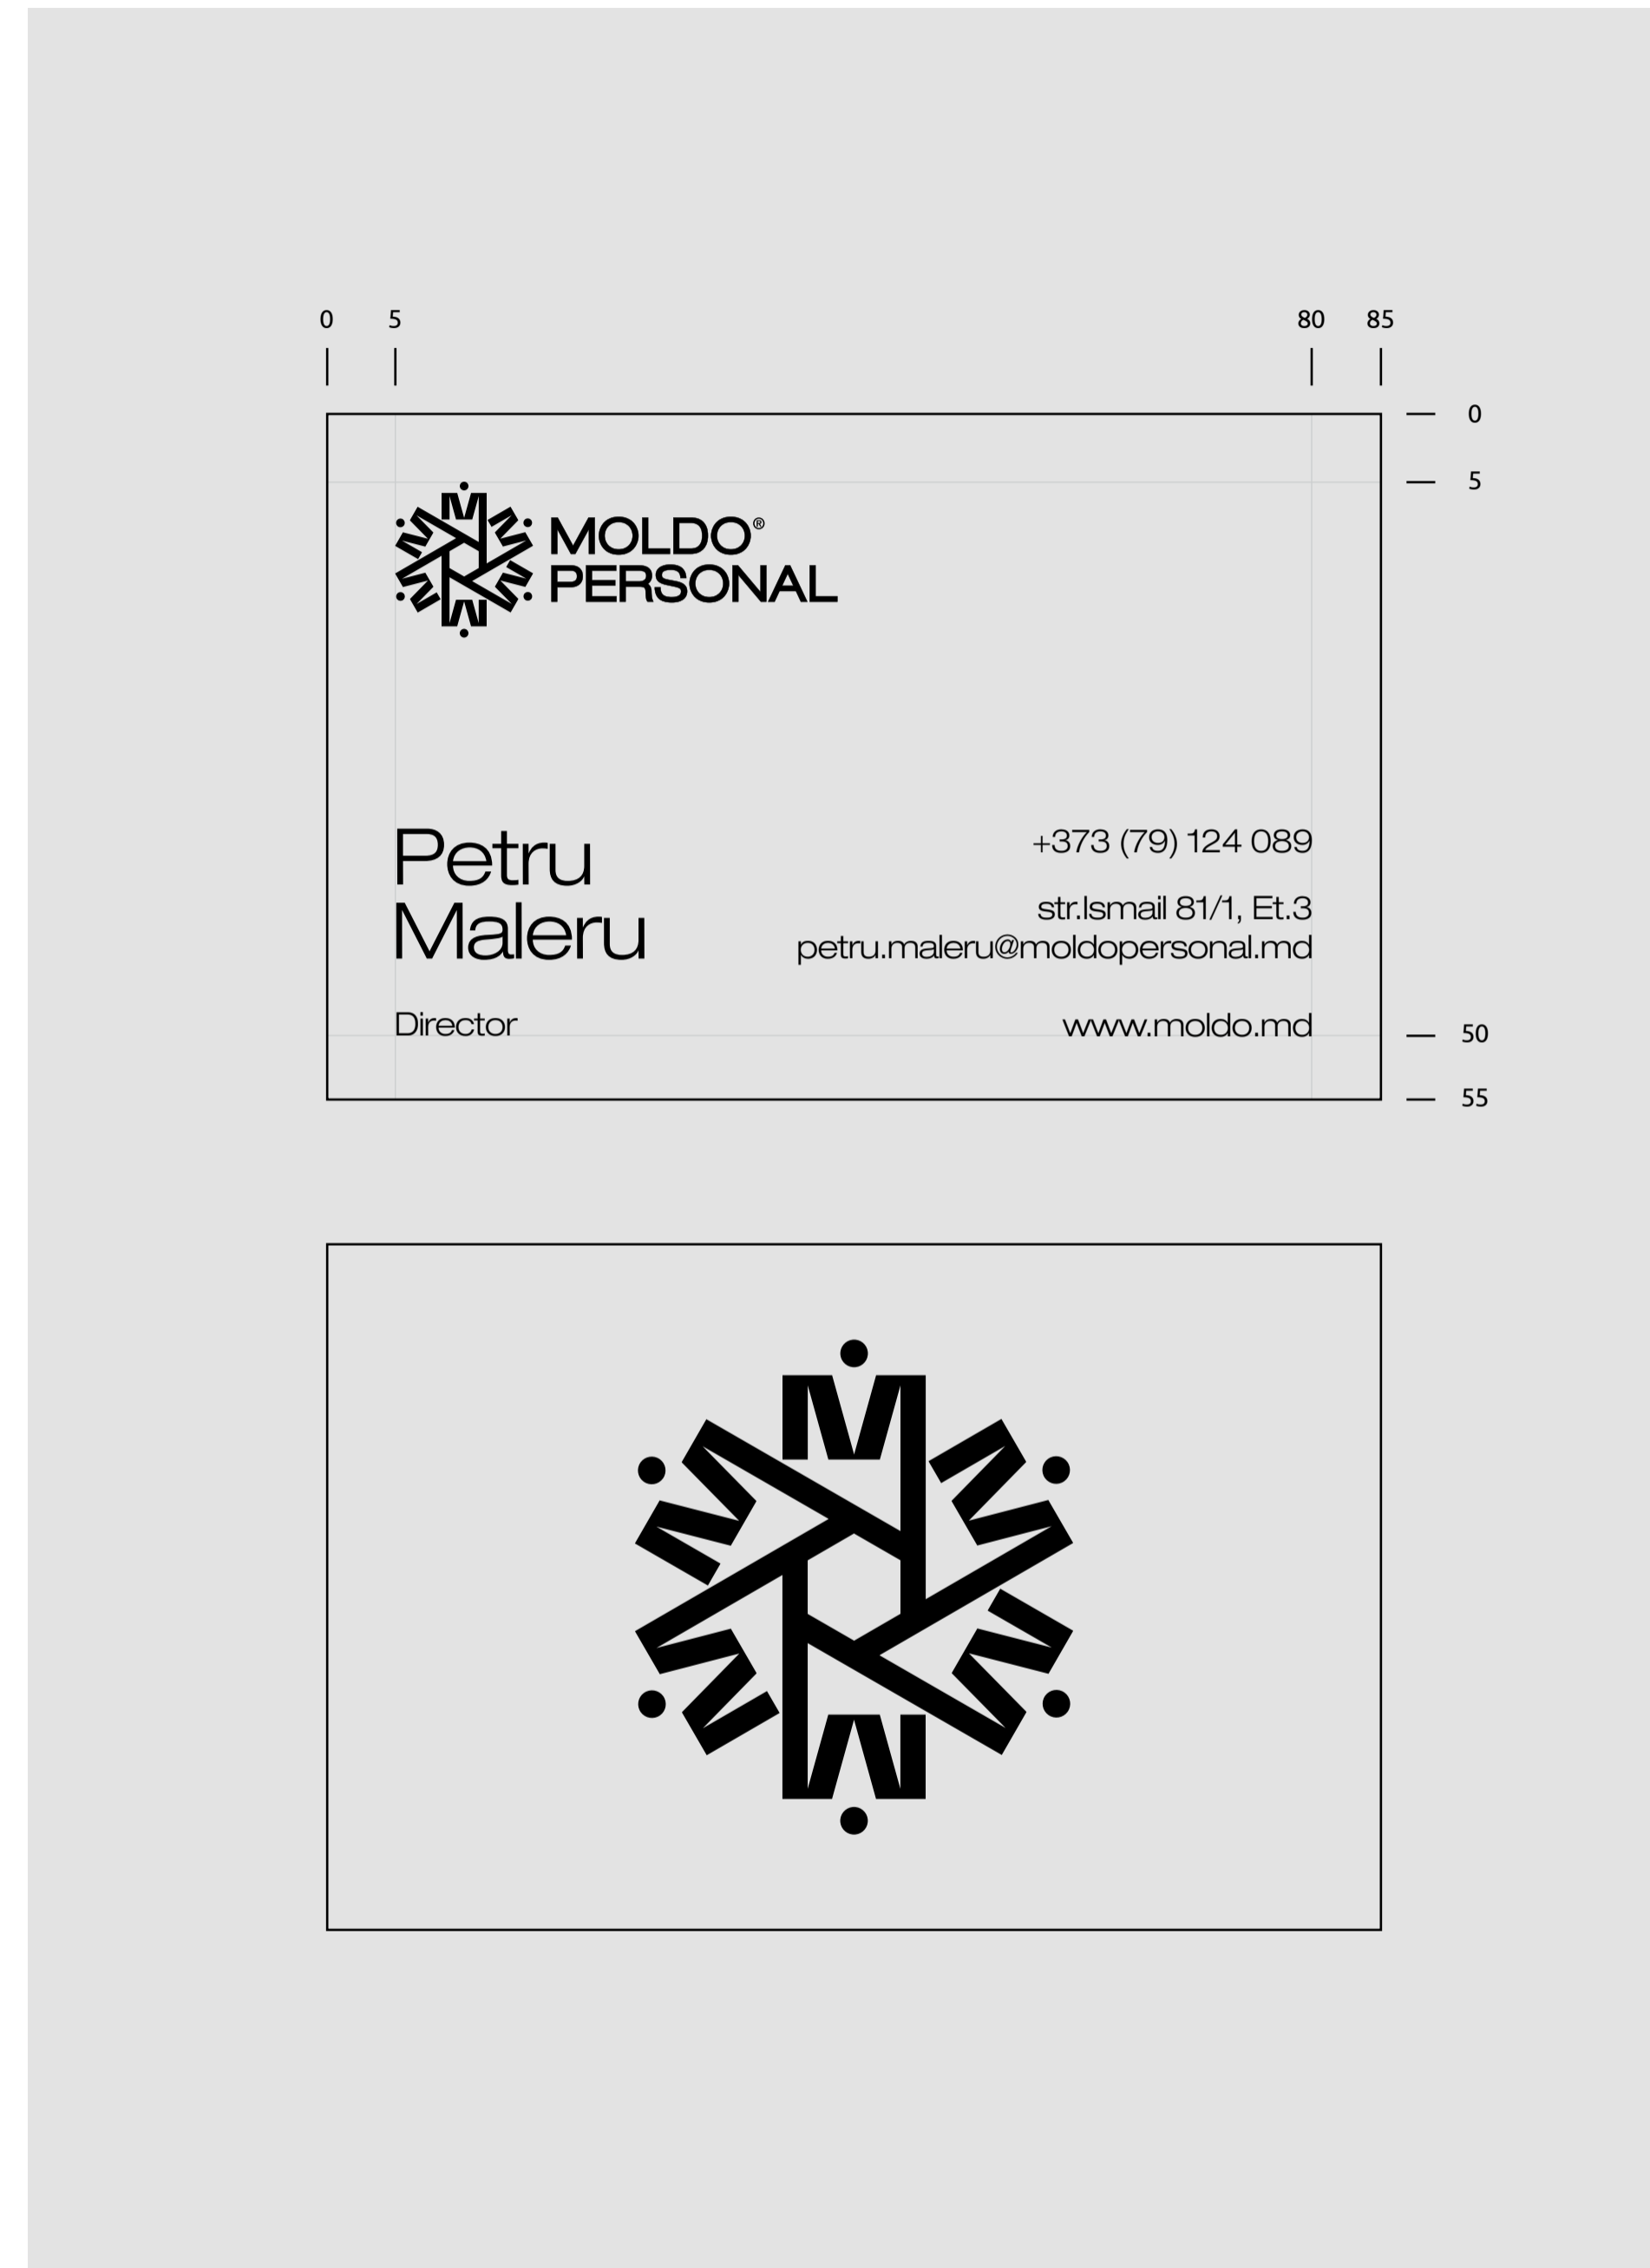 0 5 80 85
0
5
MOLDO®
PERSONAL
Petru
Maleru
Director
+373 (79) 124 089
str.Ismail 81/1, Et.3
petru.maleru@moldopersonal.md
www.moldo.md
50
55